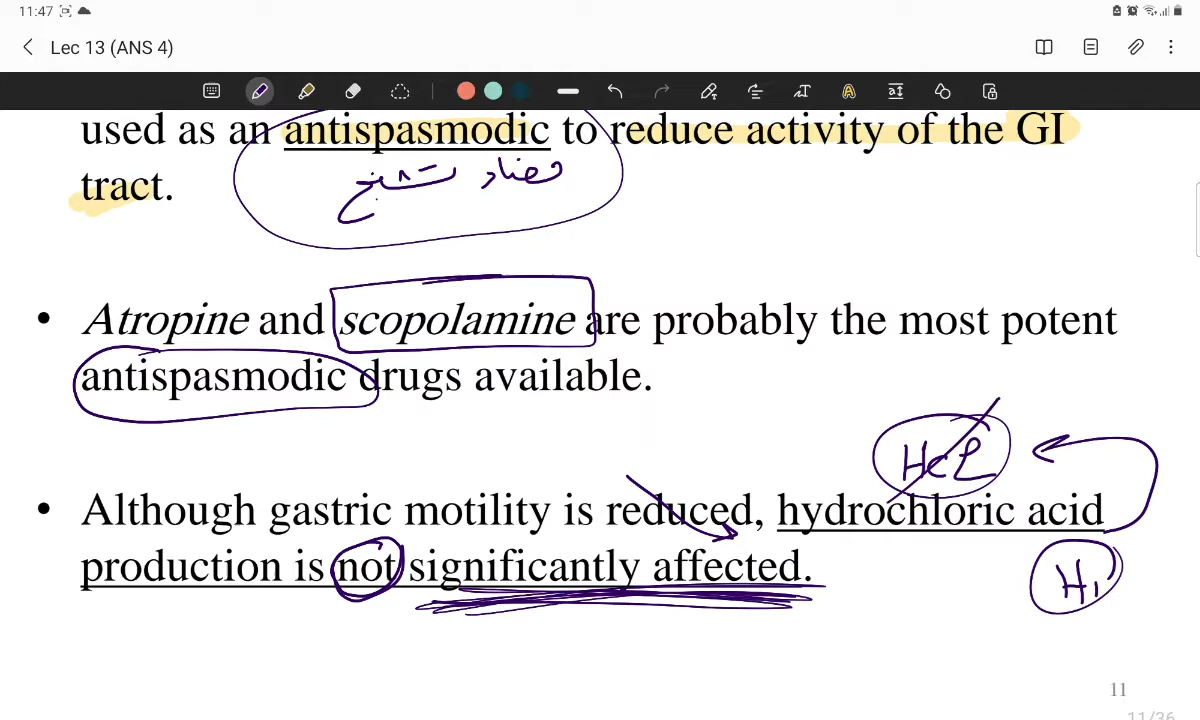 11:47
Lec 13 (ANS 4)
used as an antispasmodic to reduce activity of the GI
tract.
مضاد تشنج
• Atropine and scopolamine are probably the most potent
antispasmodic drugs available.
HCL
• Although gastric motility is reduced, hydrochloric acid
production is not significantly affected.
H1
11
11/36